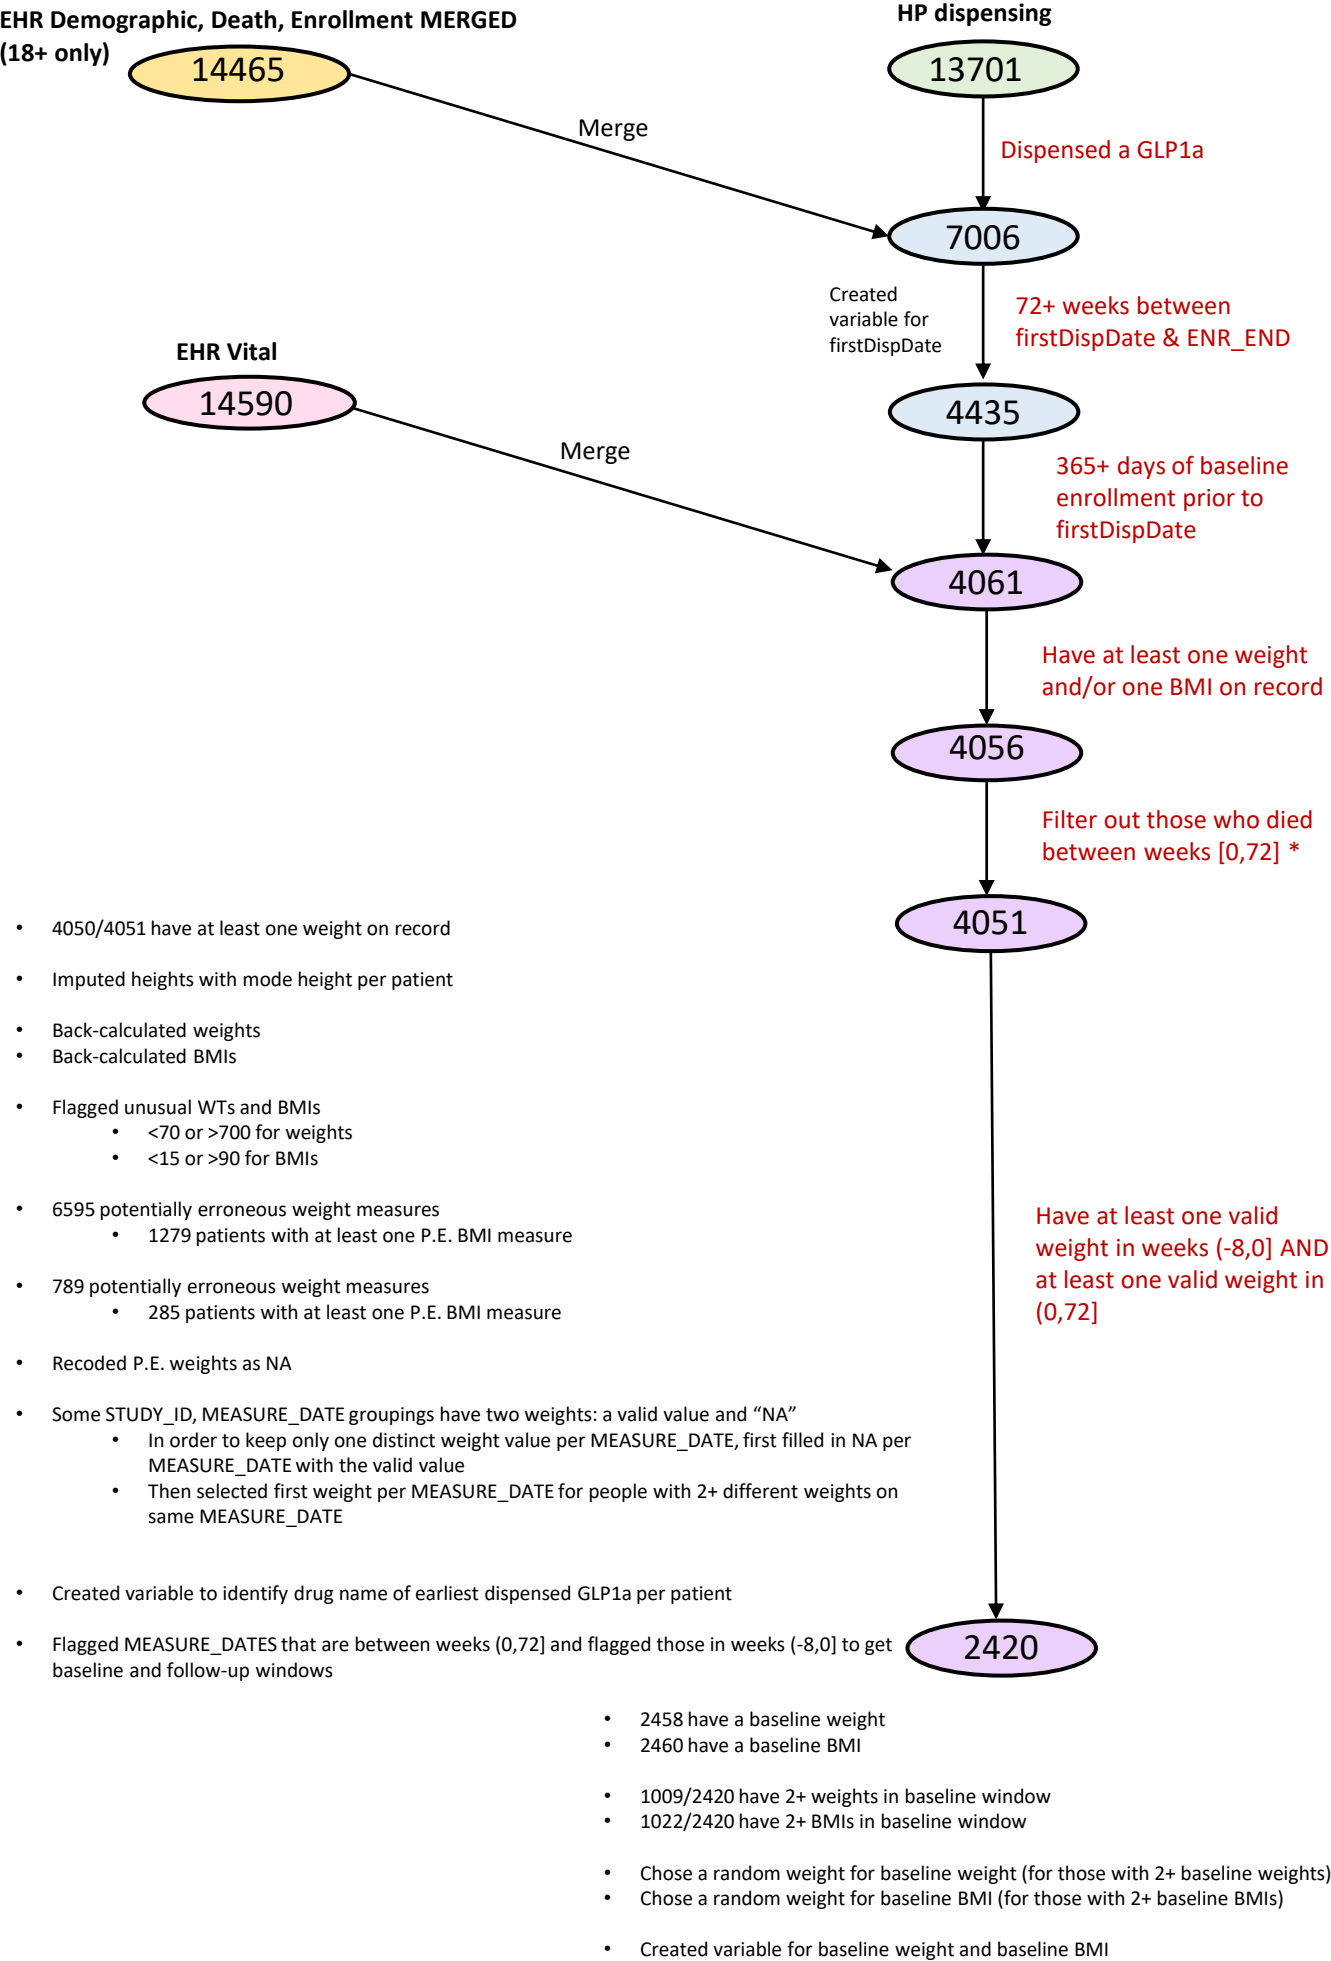 EHR Demographic, Death, Enrollment MERGED
(18+ only)
14465
HP dispensing
13701
Merge
Dispensed a GLP1a
7006
Created
variable for
firstDispDate
72+ weeks between
firstDispDate & ENR_END
EHR Vital
14590
4435
Merge
365+ days of baseline
enrollment prior to
firstDispDate
4061
Have at least one weight
and/or one BMI on record
4056
Filter out those who died
between weeks [0,72] *
4051
• 4050/4051 have at least one weight on record
• Imputed heights with mode height per patient
• Back-calculated weights
• Back-calculated BMIs
• Flagged unusual WTs and BMIs
• <70 or >700 for weights
• <15 or >90 for BMIs
• 6595 potentially erroneous weight measures
• 1279 patients with at least one P.E. BMI measure
• 789 potentially erroneous weight measures
• 285 patients with at least one P.E. BMI measure
• Recoded P.E. weights as NA
• Some STUDY_ID, MEASURE_DATE groupings have two weights: a valid value and “NA”
• In order to keep only one distinct weight value per MEASURE_DATE, first filled in NA per
MEASURE_DATE with the valid value
• Then selected first weight per MEASURE_DATE for people with 2+ different weights on
same MEASURE_DATE
• Created variable to identify drug name of earliest dispensed GLP1a per patient
• Flagged MEASURE_DATES that are between weeks (0,72] and flagged those in weeks (-8,0] to get
baseline and follow-up windows
Have at least one valid
weight in weeks (-8,0] AND
at least one valid weight in
(0,72]
2420
• 2458 have a baseline weight
• 2460 have a baseline BMI
• 1009/2420 have 2+ weights in baseline window
• 1022/2420 have 2+ BMIs in baseline window
• Chose a random weight for baseline weight (for those with 2+ baseline weights)
• Chose a random weight for baseline BMI (for those with 2+ baseline BMIs)
• Created variable for baseline weight and baseline BMI